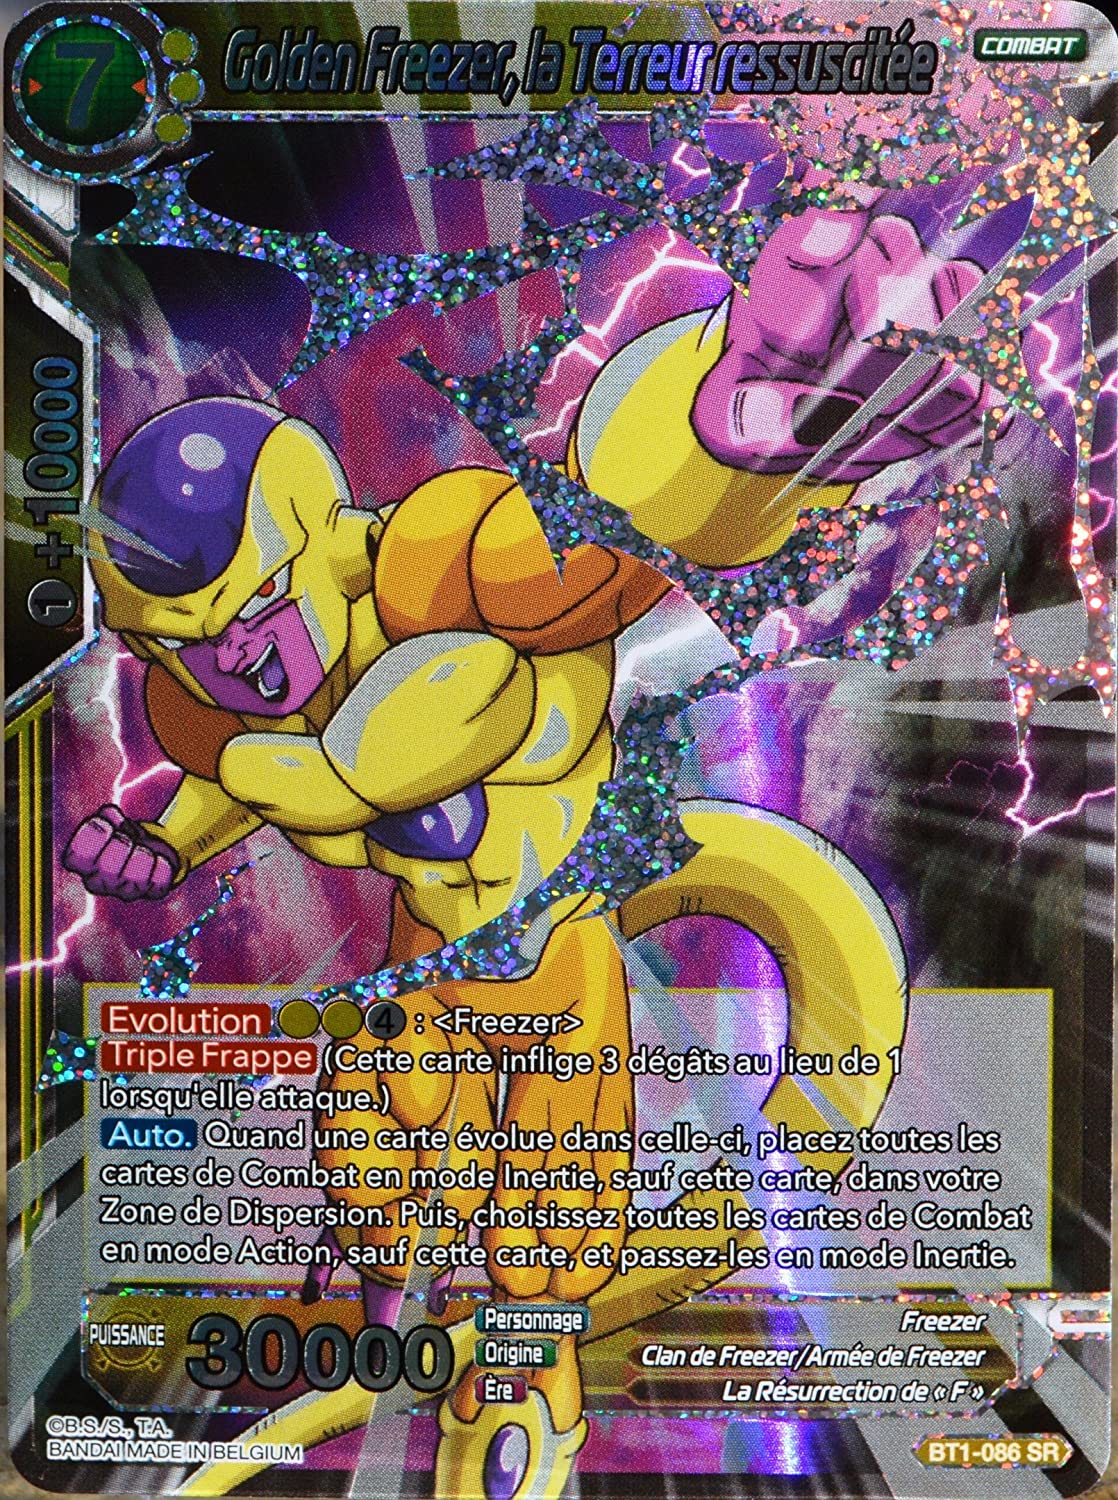 7
Golden Freezer, la Terreur ressuscitée
COMBAT
1 +10000
Evolution 4 : <Freezer>
Triple Frappe (Cette carte inflige 3 dégâts au lieu de 1
lorsqu'elle attaque.)
Auto. Quand une carte évolue dans celle-ci, placez toutes les
cartes de Combat en mode Inertie, sauf cette carte, dans votre
Zone de Dispersion. Puis, choisissez toutes les cartes de Combat
en mode Action, sauf cette carte, et passez-les en mode Inertie.
PUISSANCE 30000
Personnage Freezer
Origine Clan de Freezer/Armée de Freezer
Ère La Résurrection de « F »
©B.S./S., T.A.
BANDAI MADE IN BELGIUM
BT1-086 SR